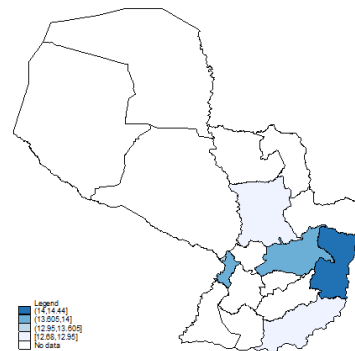 Legend
(14,14.44]
(13.605,14]
(12.95,13.605]
[12.68,12.95]
No data